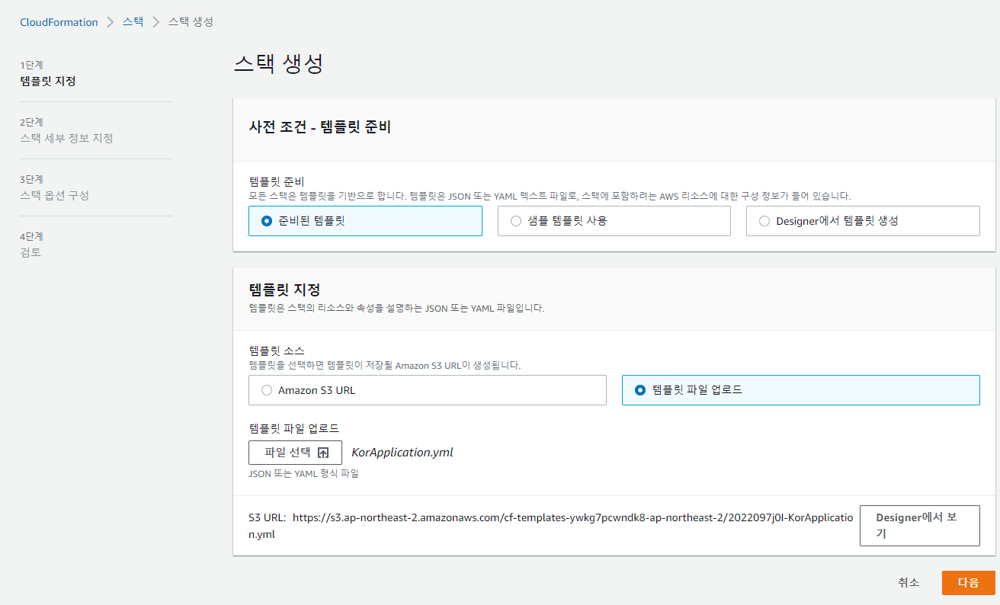 CloudFormation > 스택 > 스택 생성
1단계
템플릿 지정
2단계
스택 세부 정보 지정
3단계
스택 옵션 구성
4단계
검토
스택 생성
사전 조건 - 템플릿 준비
템플릿 준비
모든 스택은 템플릿을 기반으로 합니다. 템플릿은 JSON 또는 YAML 텍스트 파일로, 스택에 포함하려는 AWS 리소스에 대한 구성 정보가 들어 있습니다.
준비된 템플릿 샘플 템플릿 사용 Designer에서 템플릿 생성
템플릿 지정
템플릿은 스택의 리소스와 속성을 설명하는 JSON 또는 YAML 파일입니다.
템플릿 소스
템플릿을 선택하면 템플릿이 저장될 Amazon S3 URL이 생성됩니다.
Amazon S3 URL 템플릿 파일 업로드
템플릿 파일 업로드
파일 선택 KorApplication.yml
JSON 또는 YAML 형식 파일
S3 URL: https://s3.ap-northeast-2.amazonaws.com/cf-templates-ywkg7pcwndk8-ap-northeast-2/2022097j0I-KorApplicatio
n.yml
Designer에서 보
기
취소 다음